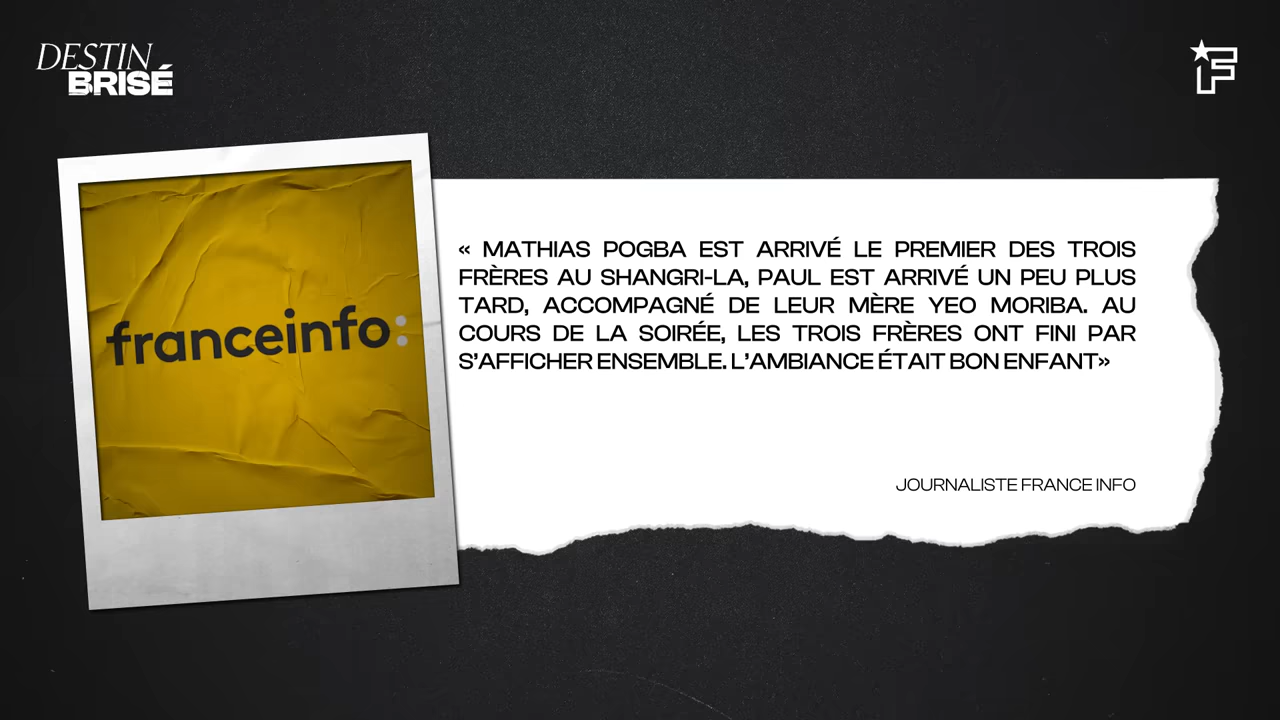 DESTIN
BRISÉ
franceinfo:
« MATHIAS POGBA EST ARRIVÉ LE PREMIER DES TROIS
FRÈRES AU SHANGRI-LA, PAUL EST ARRIVÉ UN PEU PLUS
TARD, ACCOMPAGNÉ DE LEUR MÈRE YEO MORIBA. AU
COURS DE LA SOIRÉE, LES TROIS FRÈRES ONT FINI PAR
S’AFFICHER ENSEMBLE. L’AMBIANCE ÉTAIT BON ENFANT»
JOURNALISTE FRANCE INFO